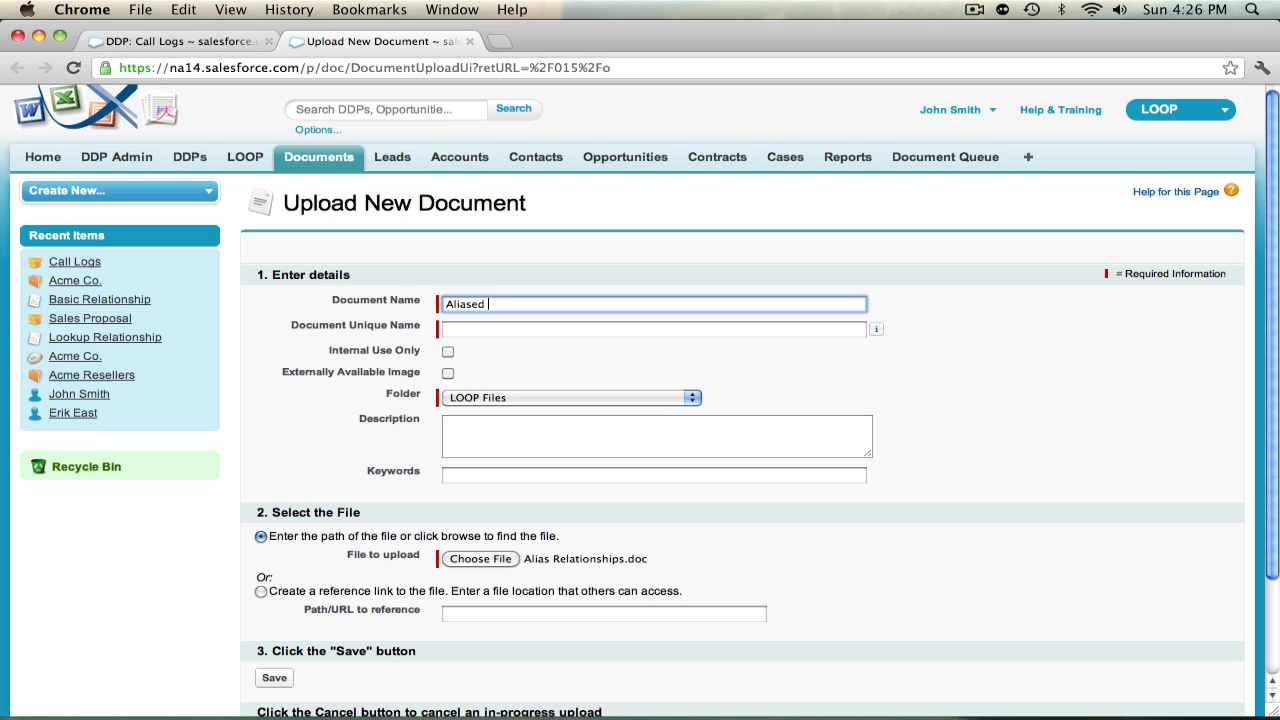 Chrome File Edit View History Bookmarks Window Help Sun 4:26 PM
DDP: Call Logs ~ salesforce. Upload New Document ~ sale
https://na14.salesforce.com/p/doc/DocumentUploadUi?retURL=%2F015%2Fo
Search DDPs, Opportunitie... Search
Options...
John Smith Help & Training LOOP
Home DDP Admin DDPs LOOP Documents Leads Accounts Contacts Opportunities Contracts Cases Reports Document Queue +
Create New...
Recent Items
Call Logs
Acme Co.
Basic Relationship
Sales Proposal
Lookup Relationship
Acme Co.
Acme Resellers
John Smith
Erik East
Recycle Bin
Upload New Document
Help for this Page ?
1. Enter details = Required Information
Document Name Aliased
Document Unique Name i
Internal Use Only
Externally Available Image
Folder LOOP Files
Description
Keywords
2. Select the File
Enter the path of the file or click browse to find the file.
File to upload Choose File Alias Relationships.doc
Or:
Create a reference link to the file. Enter a file location that others can access.
Path/URL to reference
3. Click the "Save" button
Save
Click the Cancel button to cancel an in-progress upload